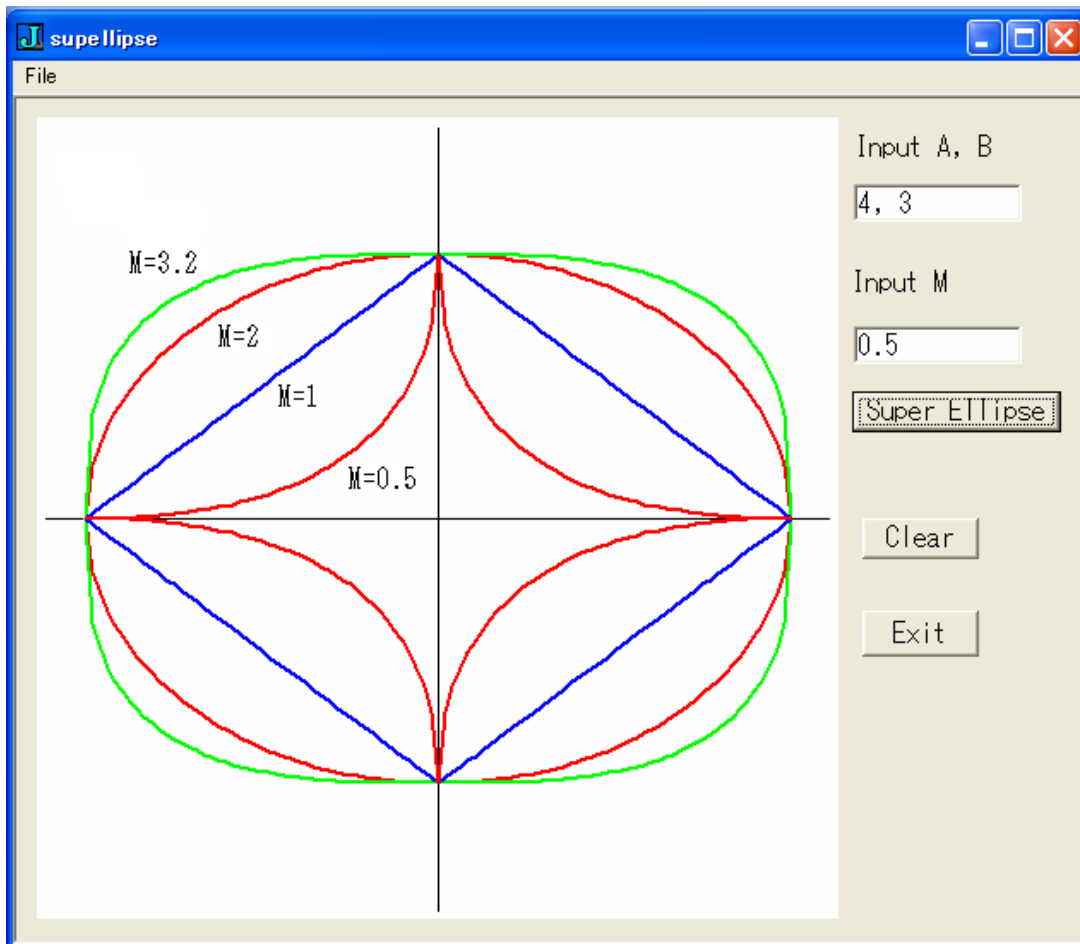 supellipse
File
Input A, B
4, 3
M=3.2
Input M
M=2
0.5
M=1
Super Ellipse
M=0.5
Clear
Exit